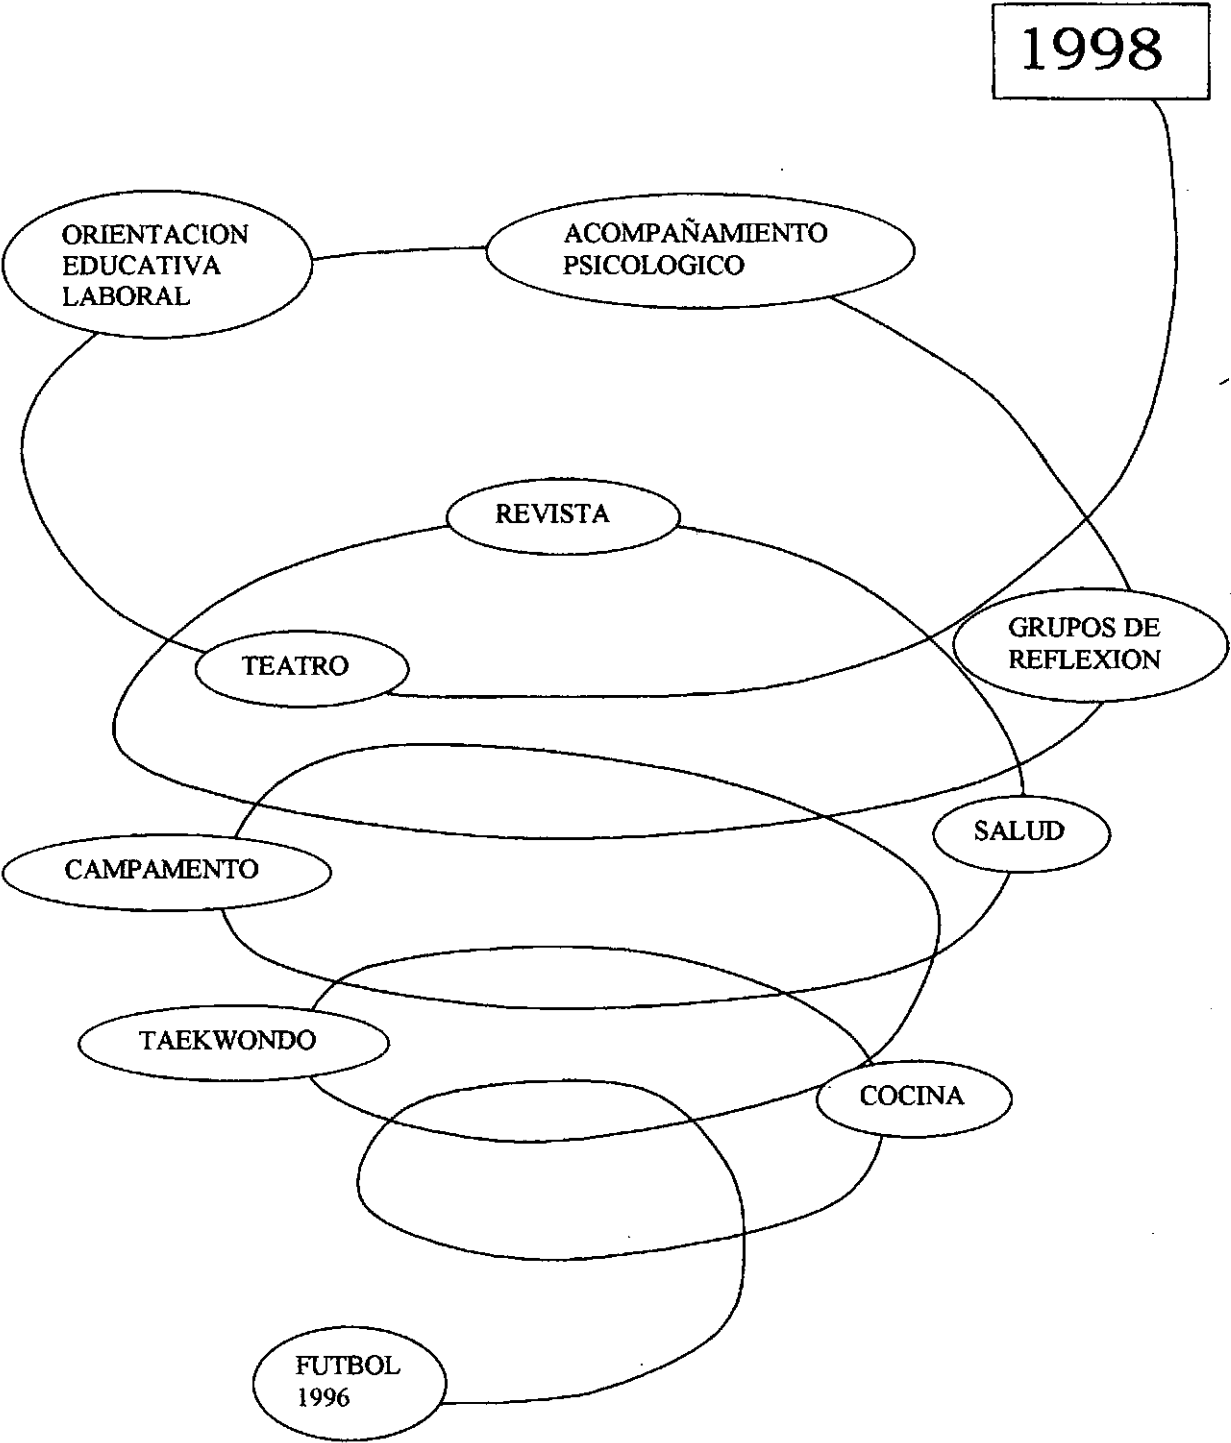 1998
ORIENTACION
EDUCATIVA
LABORAL
ACOMPAÑAMIENTO
PSICOLOGICO
REVISTA
GRUPOS DE
REFLEXION
TEATRO
SALUD
CAMPAMENTO
TAEKWONDO
COCINA
FUTBOL
1996